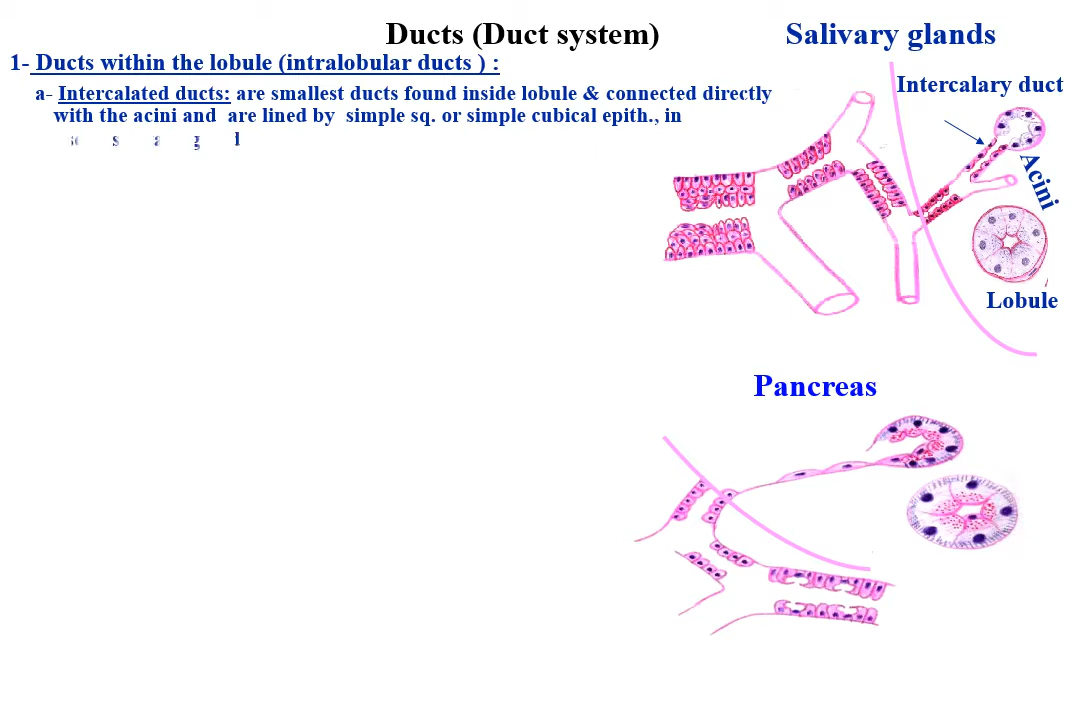 Ducts (Duct system)
Salivary glands
1- Ducts within the lobule (intralobular ducts ) :
a- Intercalated ducts: are smallest ducts found inside lobule & connected directly
with the acini and are lined by simple sq. or simple cubical epith., in
Intercalary duct
Acini
Lobule
Pancreas